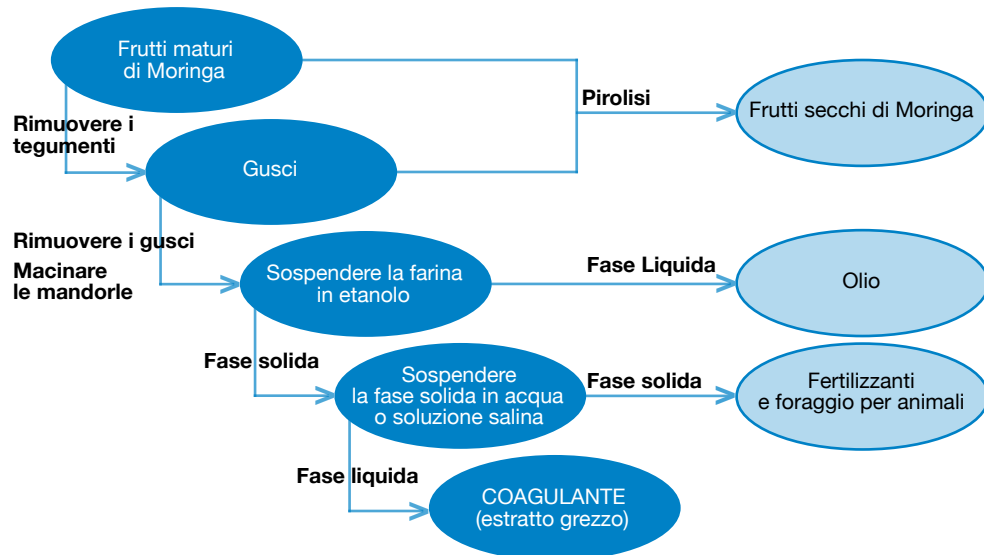 Frutti maturi
di Moringa
Pirolisi
Frutti secchi di Moringa
Rimuovere i
tegumenti
Gusci
Rimuovere i gusci
Macinare
le mandorle
Sospendere la farina
in etanolo
Fase Liquida
Olio
Fase solida
Sospendere
la fase solida in acqua
o soluzione salina
Fase solida
Fertilizzanti
e foraggio per animali
Fase liquida
COAGULANTE
(estratto grezzo)